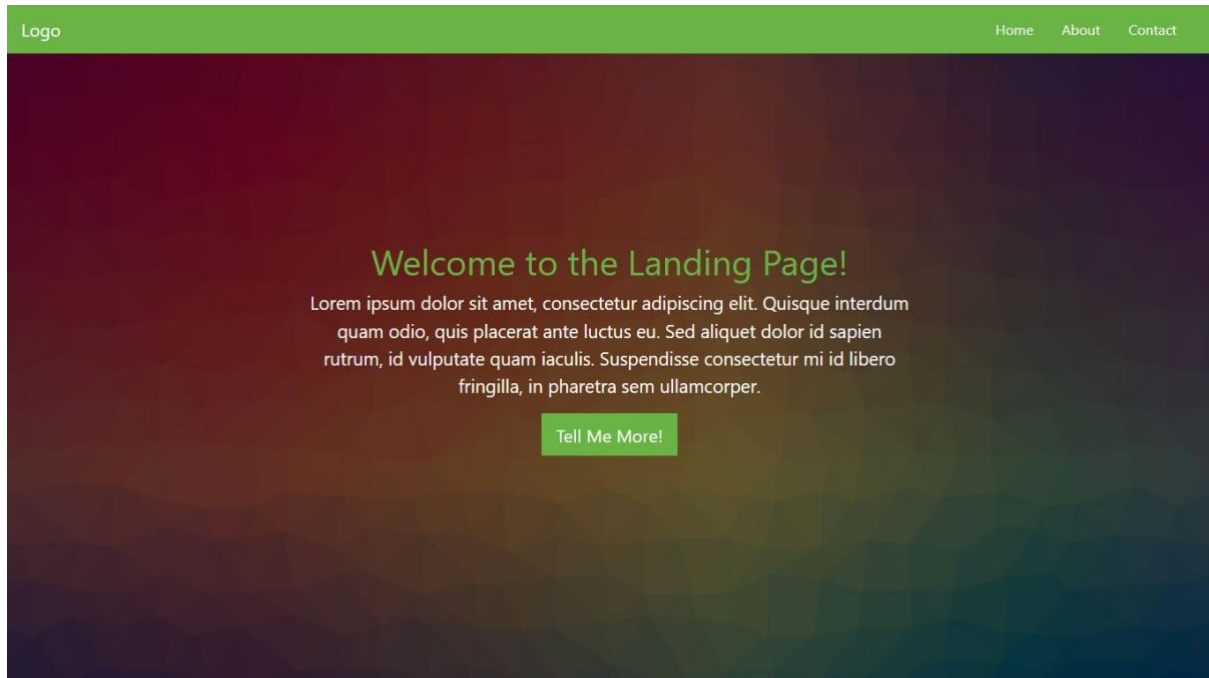 Logo
Home About Contact
Welcome to the Landing Page!
Lorem ipsum dolor sit amet, consectetur adipiscing elit. Quisque interdum
quam odio, quis placerat ante luctus eu. Sed aliquet dolor id sapien
rutrum, id vulputate quam iaculis. Suspendisse consectetur mi id libero
fringilla, in pharetra sem ullamcorper.
Tell Me More!